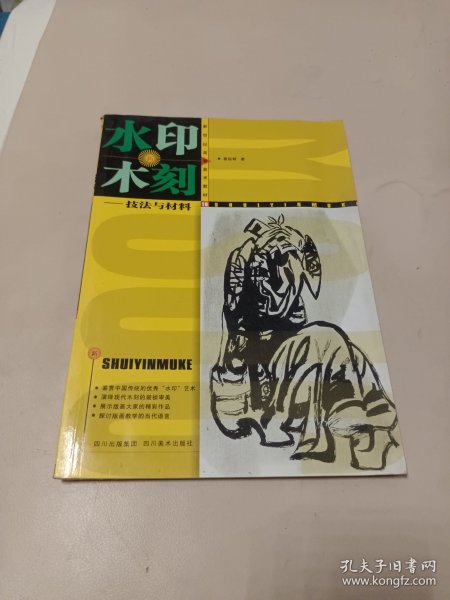 水印
木刻
——技法与材料
新
SHUIYINMUKE
SHUIYINMUKE
● 鉴赏中国传统的优秀“水印”艺术
● 演绎现代木刻的崭新审美
● 展示版画大家的精彩作品
● 探讨版画教学的当代语言
四川出版集团 四川美术出版社
孔夫子旧书网
www.kongfz.com